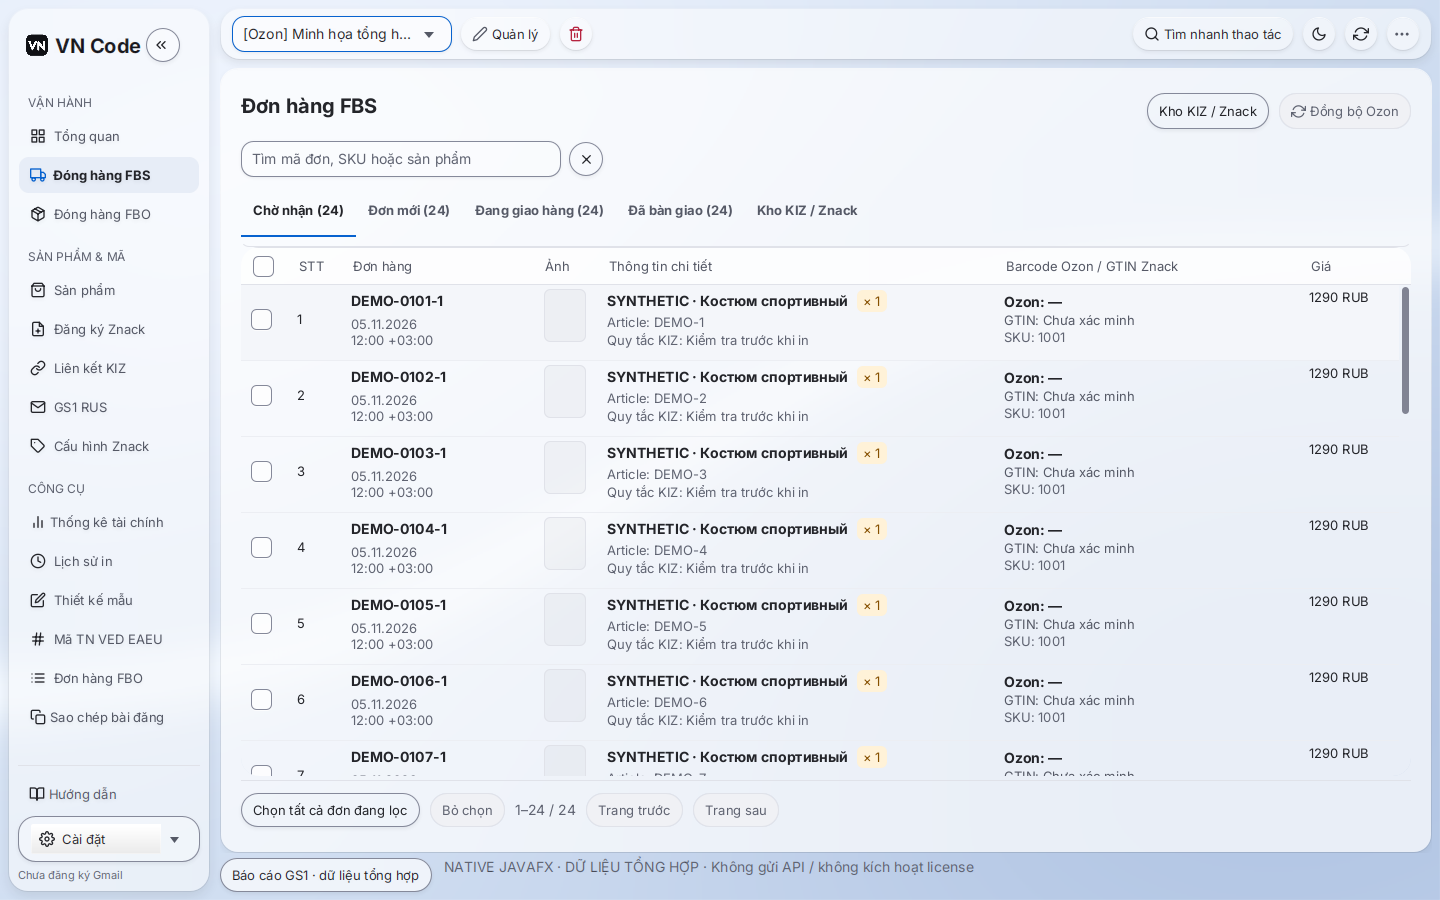 VN VN Code
VẬN HÀNH
Tổng quan
Đóng hàng FBS
Đóng hàng FBO
SẢN PHẨM & MÃ
Sản phẩm
Đăng ký Znack
Liên kết KIZ
GS1 RUS
Cấu hình Znack
CÔNG CỤ
Thống kê tài chính
Lịch sử in
Thiết kế mẫu
Mã TN VED EAEU
Đơn hàng FBO
Sao chép bài đăng
Hướng dẫn
Cài đặt
Chưa đăng ký Gmail
[Ozon] Minh họa tổng h...
Quản lý
Tìm nhanh thao tác
Đơn hàng FBS
Kho KIZ / Znack
Đồng bộ Ozon
Tìm mã đơn, SKU hoặc sản phẩm
Chờ nhận (24) Đơn mới (24) Đang giao hàng (24) Đã bàn giao (24) Kho KIZ / Znack
STT Đơn hàng Ảnh Thông tin chi tiết Barcode Ozon / GTIN Znack Giá
1
DEMO-0101-1
05.11.2026
12:00 +03:00
SYNTHETIC · Костюм спортивный × 1
Article: DEMO-1
Quy tắc KIZ: Kiểm tra trước khi in
Ozon: —
GTIN: Chưa xác minh
SKU: 1001
1290 RUB
2
DEMO-0102-1
05.11.2026
12:00 +03:00
SYNTHETIC · Костюм спортивный × 1
Article: DEMO-2
Quy tắc KIZ: Kiểm tra trước khi in
Ozon: —
GTIN: Chưa xác minh
SKU: 1001
1290 RUB
3
DEMO-0103-1
05.11.2026
12:00 +03:00
SYNTHETIC · Костюм спортивный × 1
Article: DEMO-3
Quy tắc KIZ: Kiểm tra trước khi in
Ozon: —
GTIN: Chưa xác minh
SKU: 1001
1290 RUB
4
DEMO-0104-1
05.11.2026
12:00 +03:00
SYNTHETIC · Костюм спортивный × 1
Article: DEMO-4
Quy tắc KIZ: Kiểm tra trước khi in
Ozon: —
GTIN: Chưa xác minh
SKU: 1001
1290 RUB
5
DEMO-0105-1
05.11.2026
12:00 +03:00
SYNTHETIC · Костюм спортивный × 1
Article: DEMO-5
Quy tắc KIZ: Kiểm tra trước khi in
Ozon: —
GTIN: Chưa xác minh
SKU: 1001
1290 RUB
6
DEMO-0106-1
05.11.2026
12:00 +03:00
SYNTHETIC · Костюм спортивный × 1
Article: DEMO-6
Quy tắc KIZ: Kiểm tra trước khi in
Ozon: —
GTIN: Chưa xác minh
SKU: 1001
1290 RUB
7
DEMO-0107-1
SYNTHETIC · Костюм спортивный × 1
Ozon: —
GTIN: Chưa xác minh
1290 RUB
Chọn tất cả đơn đang lọc Bỏ chọn 1–24 / 24 Trang trước Trang sau
Báo cáo GS1 · dữ liệu tổng hợp
NATIVE JAVAFX · DỮ LIỆU TỔNG HỢP · Không gửi API / không kích hoạt license